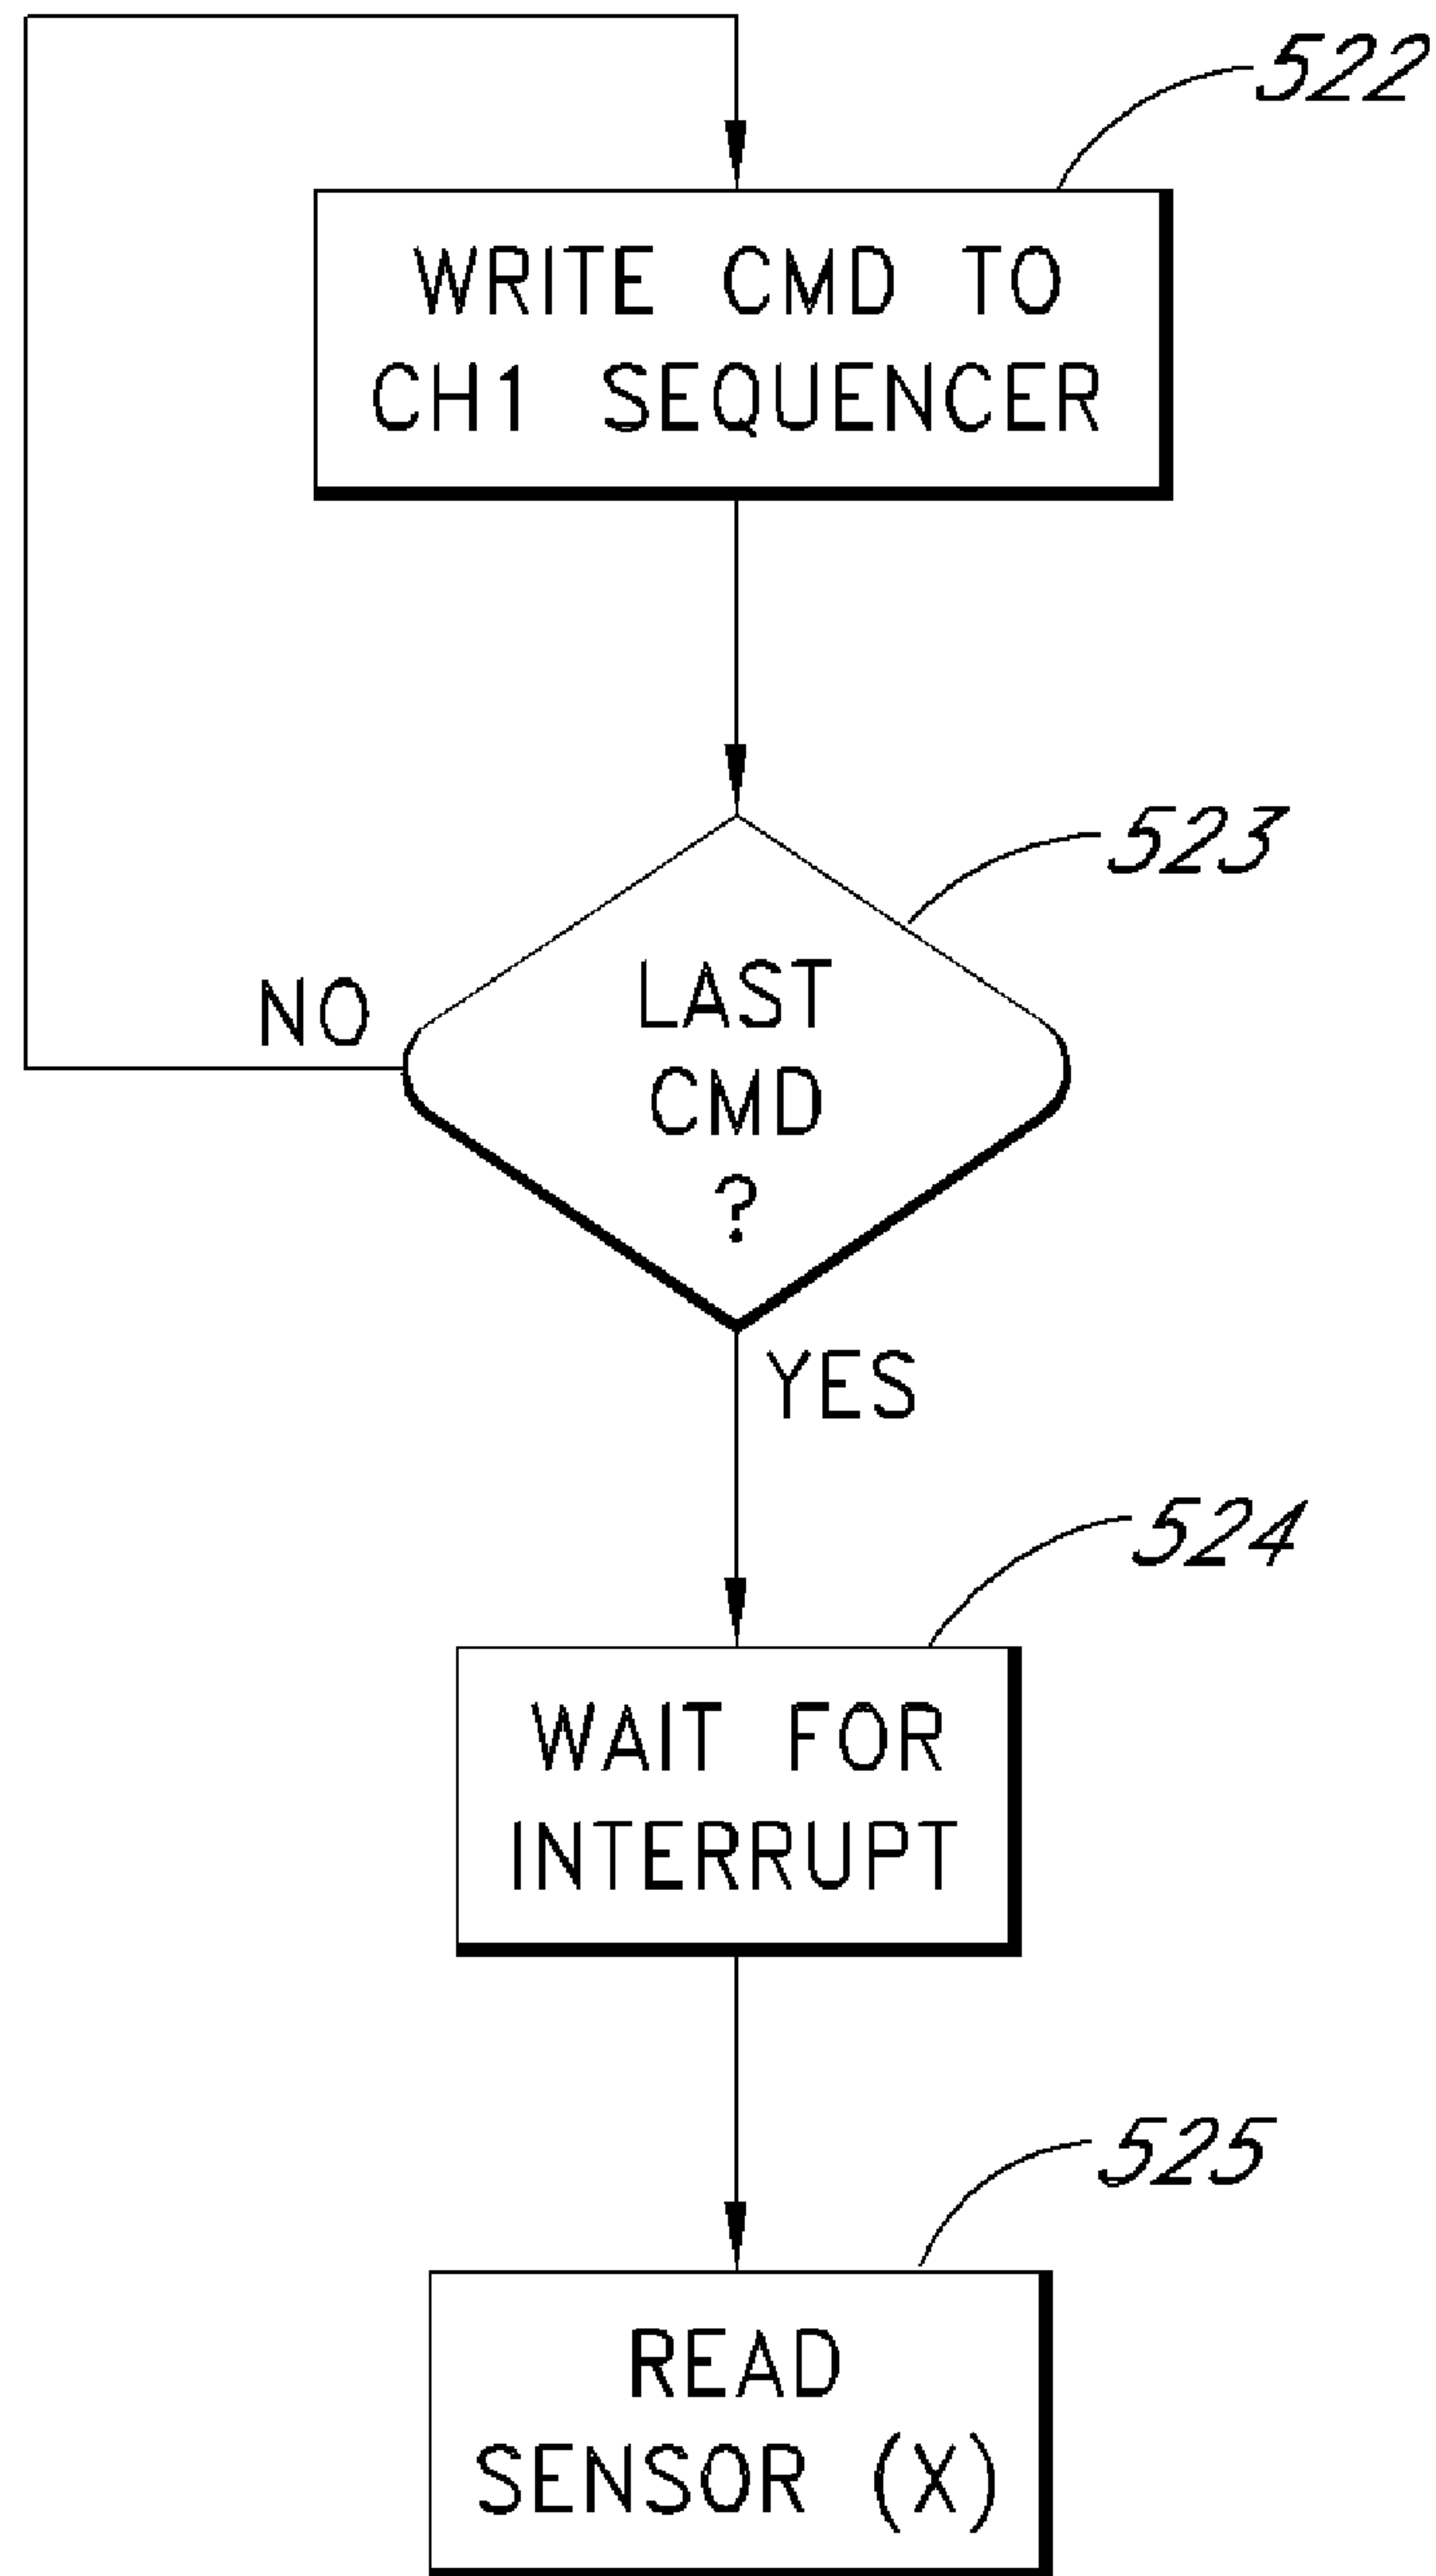 522
WRITE CMD TO
CH1 SEQUENCER
523
NO
LAST
CMD
?
YES
524
WAIT FOR
INTERRUPT
525
READ
SENSOR (X)